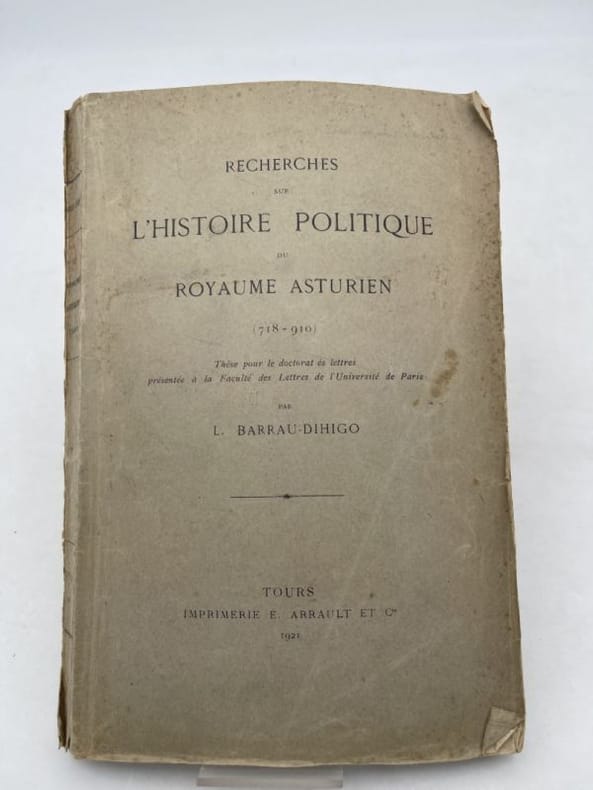 RECHERCHES
SUR
L'HISTOIRE POLITIQUE
DU
ROYAUME ASTURIEN
(718-910)
Thèse pour le doctorat ès lettres
présentée à la Faculté des Lettres de l'Université de Paris
PAR
L. BARRAU-DIHIGO
TOURS
IMPRIMERIE E. ARRAULT ET Cie
1921